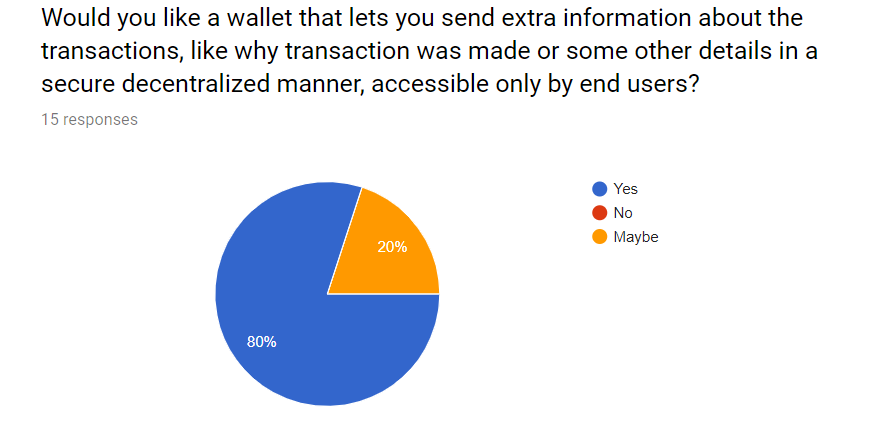 Would you like a wallet that lets you send extra information about the
transactions, like why transaction was made or some other details in a
secure decentralized manner, accessible only by end users?
15 responses
Yes
No
Maybe
20%
80%